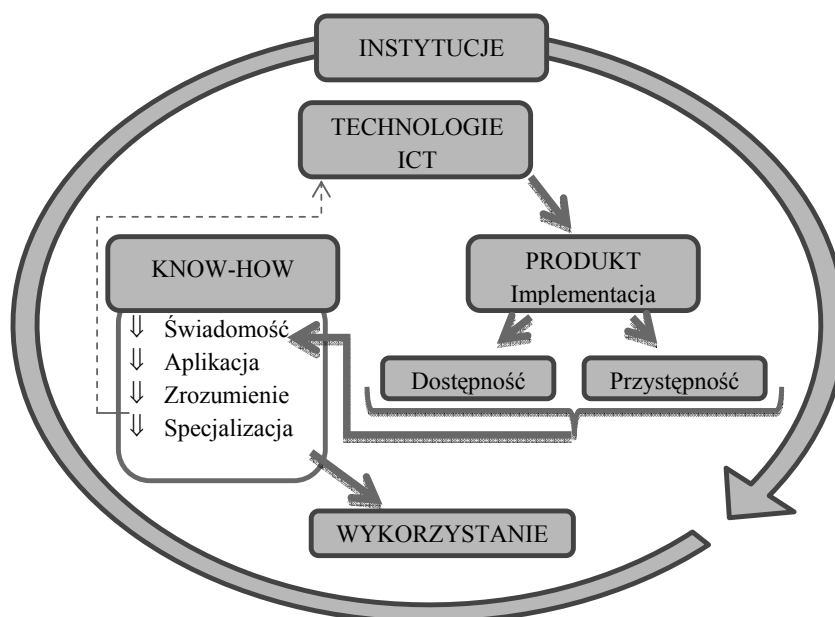 INSTYTUCJE
TECHNOLOGIE
ICT
KNOW-HOW
⇓ Świadomość
⇓ Aplikacja
⇓ Zrozumienie
⇓ Specjalizacja
PRODUKT
Implementacja
Dostępność
Przystępność
WYKORZYSTANIE